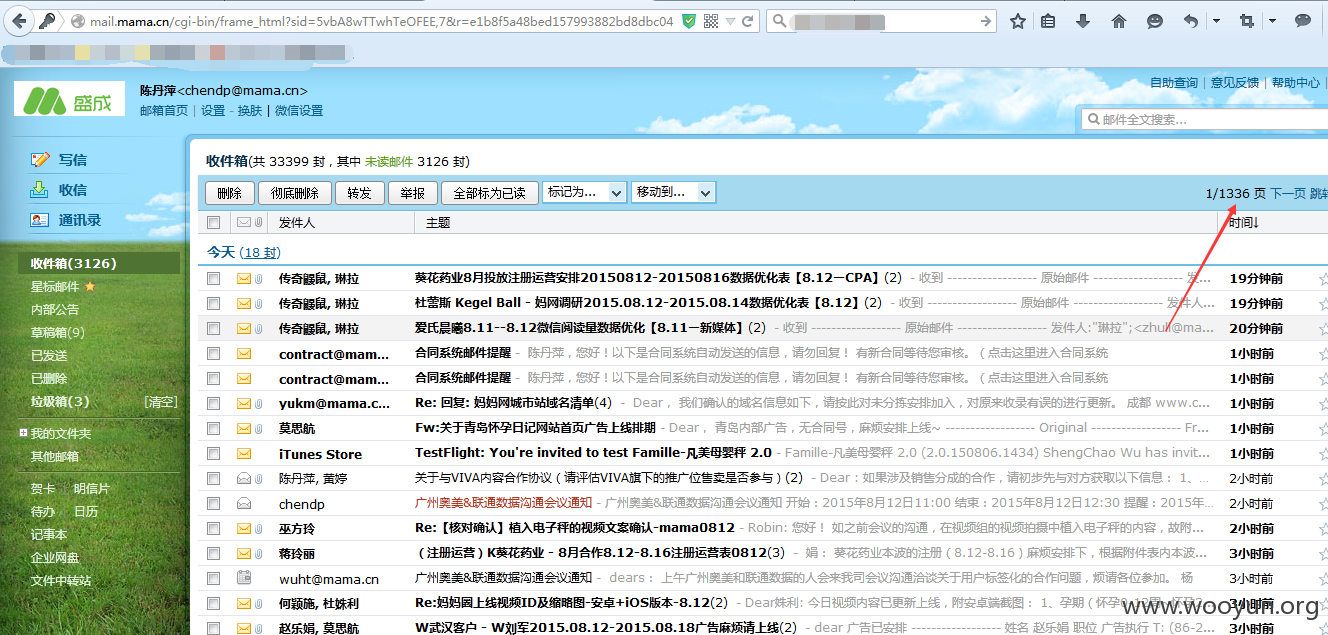 mail.mama.cn/cgi-bin/frame_html?sid=5vbA8wTTwhTeOFEE,7&r=e1b8f5a48bed157993882bd8dbc04
盛成
陈丹萍<chendp@mama.cn>
邮箱首页 | 设置 - 换肤 | 微信设置
自助查询 | 意见反馈 | 帮助中心 |
邮件全文搜索...
写信
收信
通讯录
收件箱(3126)
星标邮件
内部公告
草稿箱(9)
已发送
已删除
垃圾箱(3) [清空]
我的文件夹
其他邮箱
贺卡 | 明信片
待办 | 日历
记事本
企业网盘
文件中转站
收件箱(共 33399 封，其中 未读邮件 3126 封)
删除 彻底删除 转发 举报 全部标为已读 标记为... 移动到... 1/1336 页 下一页 跳转
发件人 主题 时间↓
今天 (18 封)
传奇鼹鼠, 琳拉 葵花药业8月投放注册运营安排20150812-20150816数据优化表【8.12—CPA】(2) - 收到 ------------------ 原始邮件 ------------------ 发... 19分钟前
传奇鼹鼠, 琳拉 杜蕾斯 Kegel Ball - 妈网调研2015.08.12-2015.08.14数据优化表【8.12】(2) - 收到 ------------------ 原始邮件 ------------------ 发件人... 19分钟前
传奇鼹鼠, 琳拉 爱氏晨曦8.11--8.12微信阅读量数据优化【8.11—新媒体】(2) - 收到 ------------------ 原始邮件 ------------------ 发件人:"琳拉";<zhull@ma... 20分钟前
contract@mam... 合同系统邮件提醒 - 陈丹萍，您好！以下是合同系统自动发送的信息，请勿回复！ 有新合同等待您审核。（点击这里进入合同系统 1小时前
contract@mam... 合同系统邮件提醒 - 陈丹萍，您好！以下是合同系统自动发送的信息，请勿回复！ 有新合同等待您审核。（点击这里进入合同系统 1小时前
yukm@mama.c... Re: 回复: 妈妈网城市站域名清单(4) - Dear， 我们确认的域名信息如下，请按此对未分拣安排加入，对原来收录有误的进行更新。 成都 www.c... 1小时前
莫思航 Fw:关于青岛怀孕日记网站首页广告上线排期 - Dear， 青岛内部广告，无合同号，麻烦安排上线~ ------------------ Original ------------------ Fr... 1小时前
iTunes Store TestFlight: You're invited to test Famille-凡美母婴秤 2.0 - Famille-凡美母婴秤 2.0 (2.0.150806.1434) ShengChao Wu has invit... 1小时前
陈丹萍, 黄婷 关于与VIVA内容合作协议（请评估VIVA旗下的推广位售卖是否参与）(2) - Dear：如果涉及销售分成的合作，请初步先与对方获取以下信息： 1、... 2小时前
chendp 广州奥美&联通数据沟通会议通知 - 广州奥美&联通数据沟通会议通知 开始：2015年8月12日11:00 结束：2015年8月12日12:30 提醒：2015年... 2小时前
巫方玲 Re:【核对确认】植入电子秤的视频文案确认-mama0812 - Robin: 您好！ 如之前会议的沟通，在视频组的视频拍摄中植入电子秤的内容，故附... 2小时前
蒋玲丽 （注册运营）K葵花药业 - 8月合作8.12-8.16注册运营表0812(3) - 娟： 葵花药业本波的注册（8.12-8.16）麻烦安排下，根据附件表内本波... 3小时前
wuht@mama.cn 广州奥美&联通数据沟通会议通知 - dears： 上午广州奥美和联通数据的人会来我司会议沟通洽谈关于用户标签化的合作问题，烦请各位参加。 杨 3小时前
何颖施, 杜姝利 Re:妈妈圈上线视频ID及缩略图-安卓+iOS版本-8.12(2) - Dear姝利: 今日视频内容已更新上线，附安卓端截图： 1、孕期（怀孕0-12周 3小时前
赵乐娟, 莫思航 W武汉客户 - W刘军2015.08.12-2015.08.18广告麻烦请上线(2) - dear 广告已安排 ------------------ 姓名 赵乐娟 职位 广告执行 T: (86-2... 3小时前
www.wooyun.org